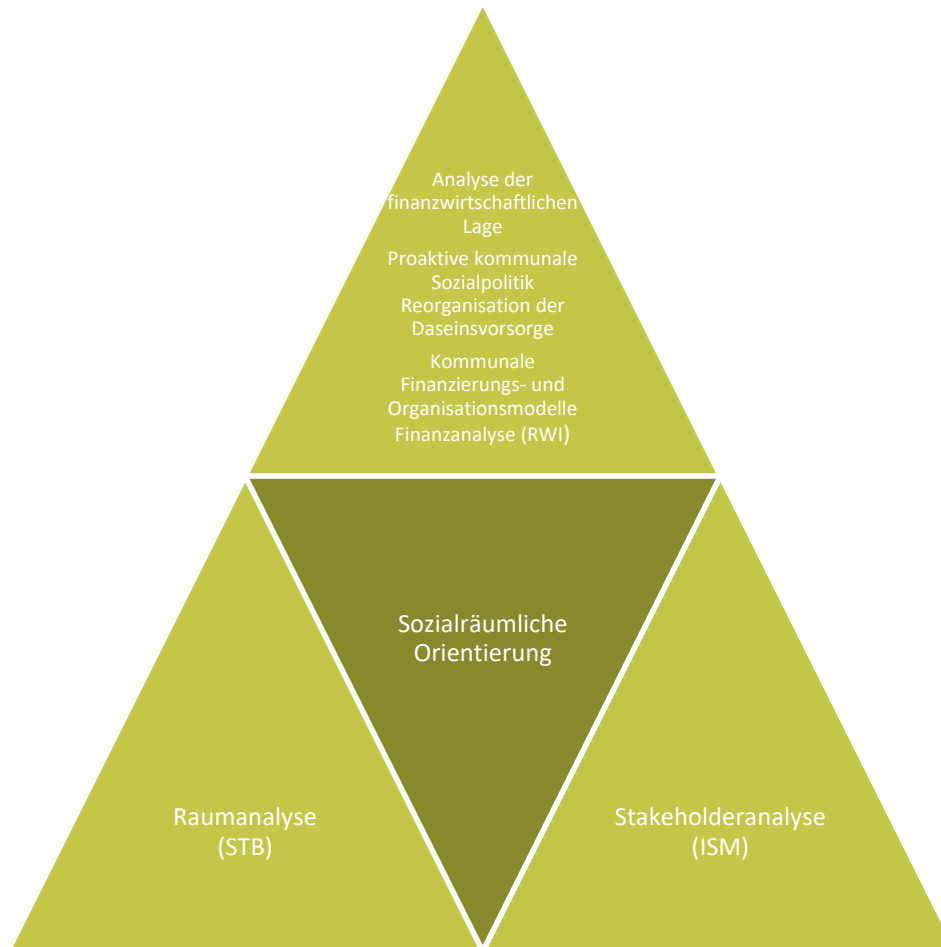 Analyse der
finanzwirtschaftlichen
Lage
Proaktive kommunale
Sozialpolitik
Reorganisation der
Daseinsvorsorge
Kommunale
Finanzierungs- und
Organisationsmodelle
Finanzanalyse (RWI)
Sozialräumliche
Orientierung
Raumanalyse
(STB)
Stakeholderanalyse
(ISM)